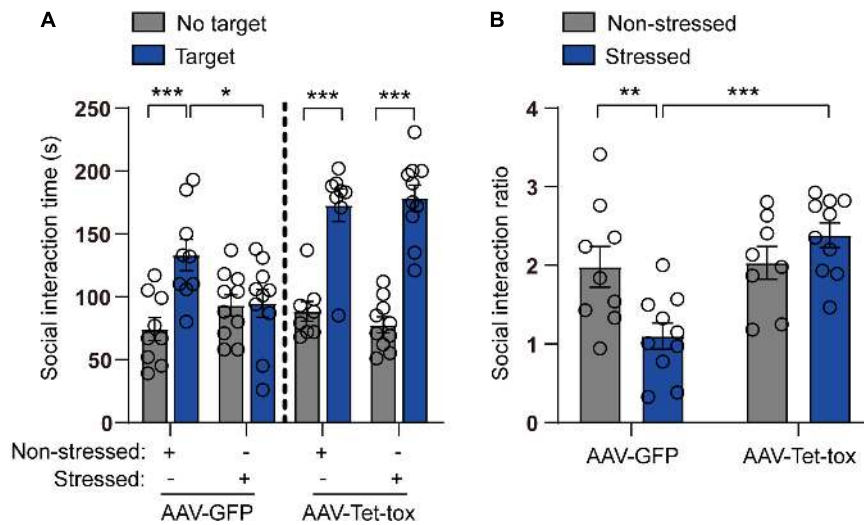 A
No target
Target
*** * *** ***
Social interaction time (s)
250
200
150
100
50
0
Non-stressed: + - + -
Stressed: - + - +
AAV-GFP AAV-Tet-tox
B
Non-stressed
Stressed
** ***
Social interaction ratio
4
3
2
1
0
AAV-GFP AAV-Tet-tox